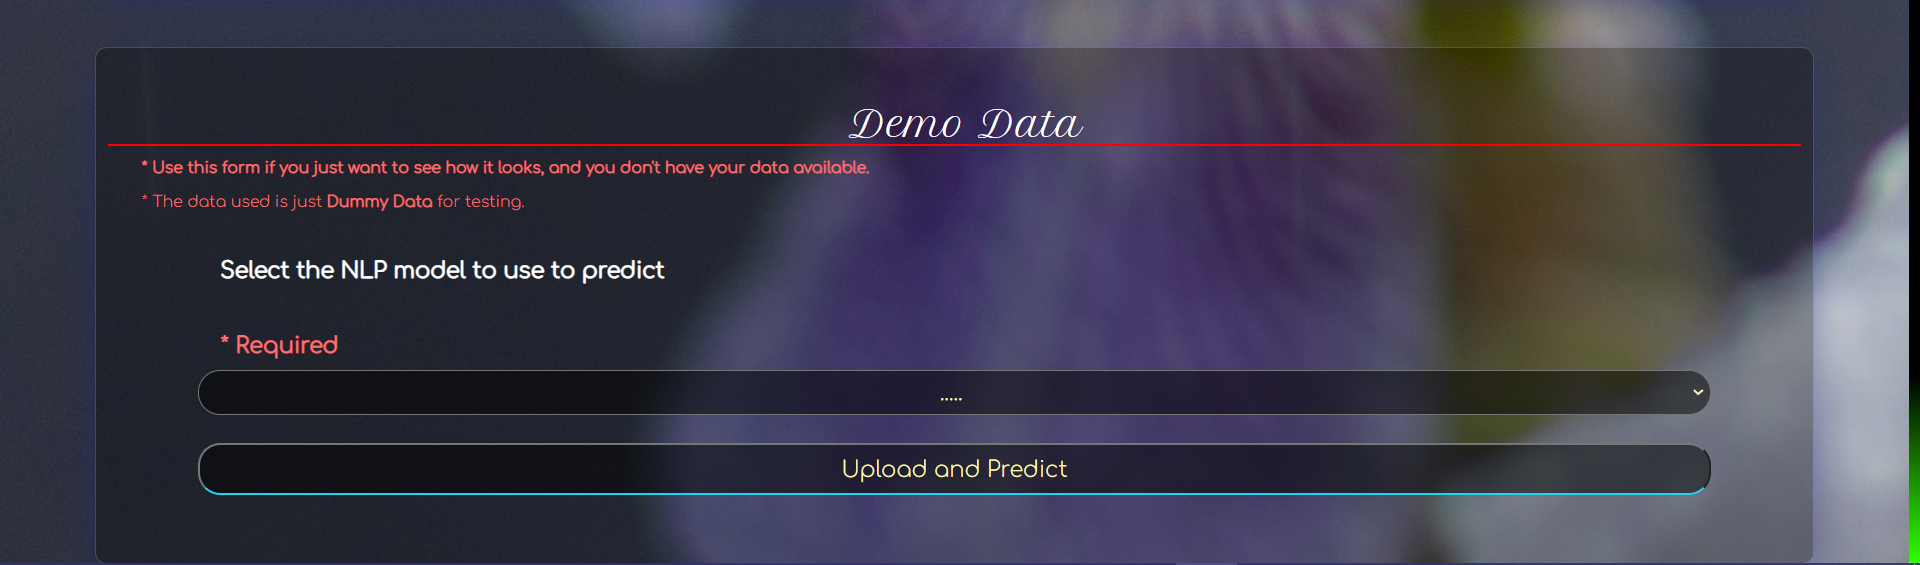 Demo Data
* Use this form if you just want to see how it looks, and you don't have your data available.
* The data used is just Dummy Data for testing.
Select the NLP model to use to predict
* Required
.....
Upload and Predict